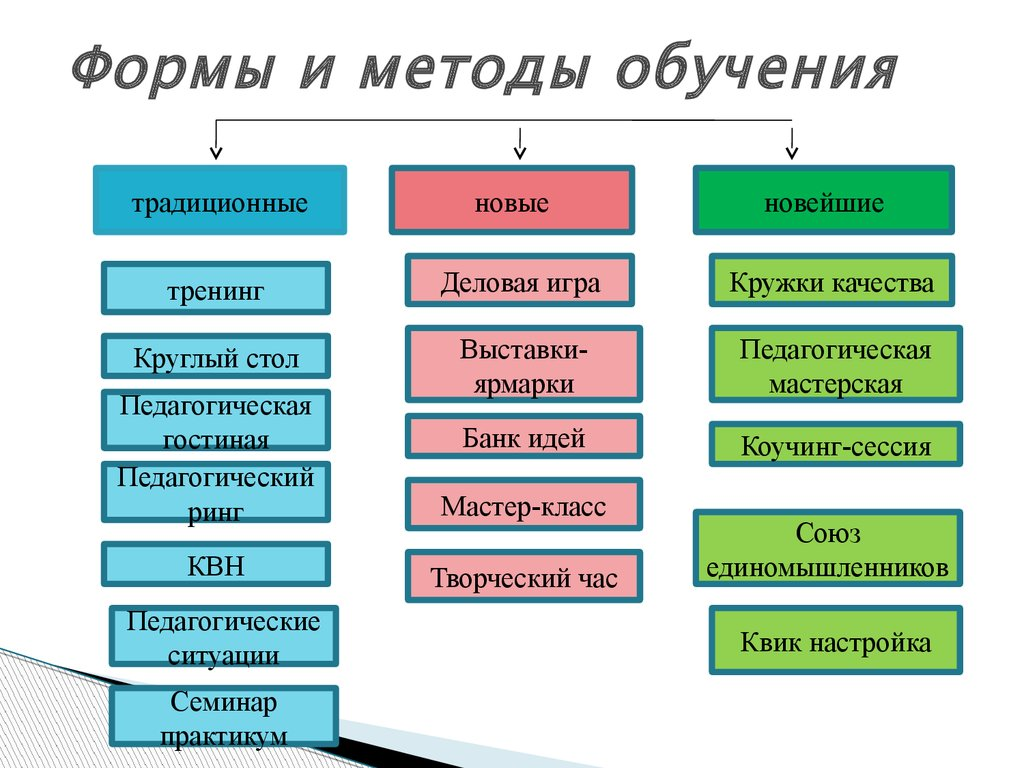 Формы и методы обучения
традиционные
тренинг
Круглый стол
Педагогическая
гостиная
Педагогический
ринг
КВН
Педагогические
ситуации
Семинар
практикум
новые
Деловая игра
Выставки-
ярмарки
Банк идей
Мастер-класс
Творческий час
новейшие
Кружки качества
Педагогическая
мастерская
Коучинг-сессия
Союз
единомышленников
Квик настройка